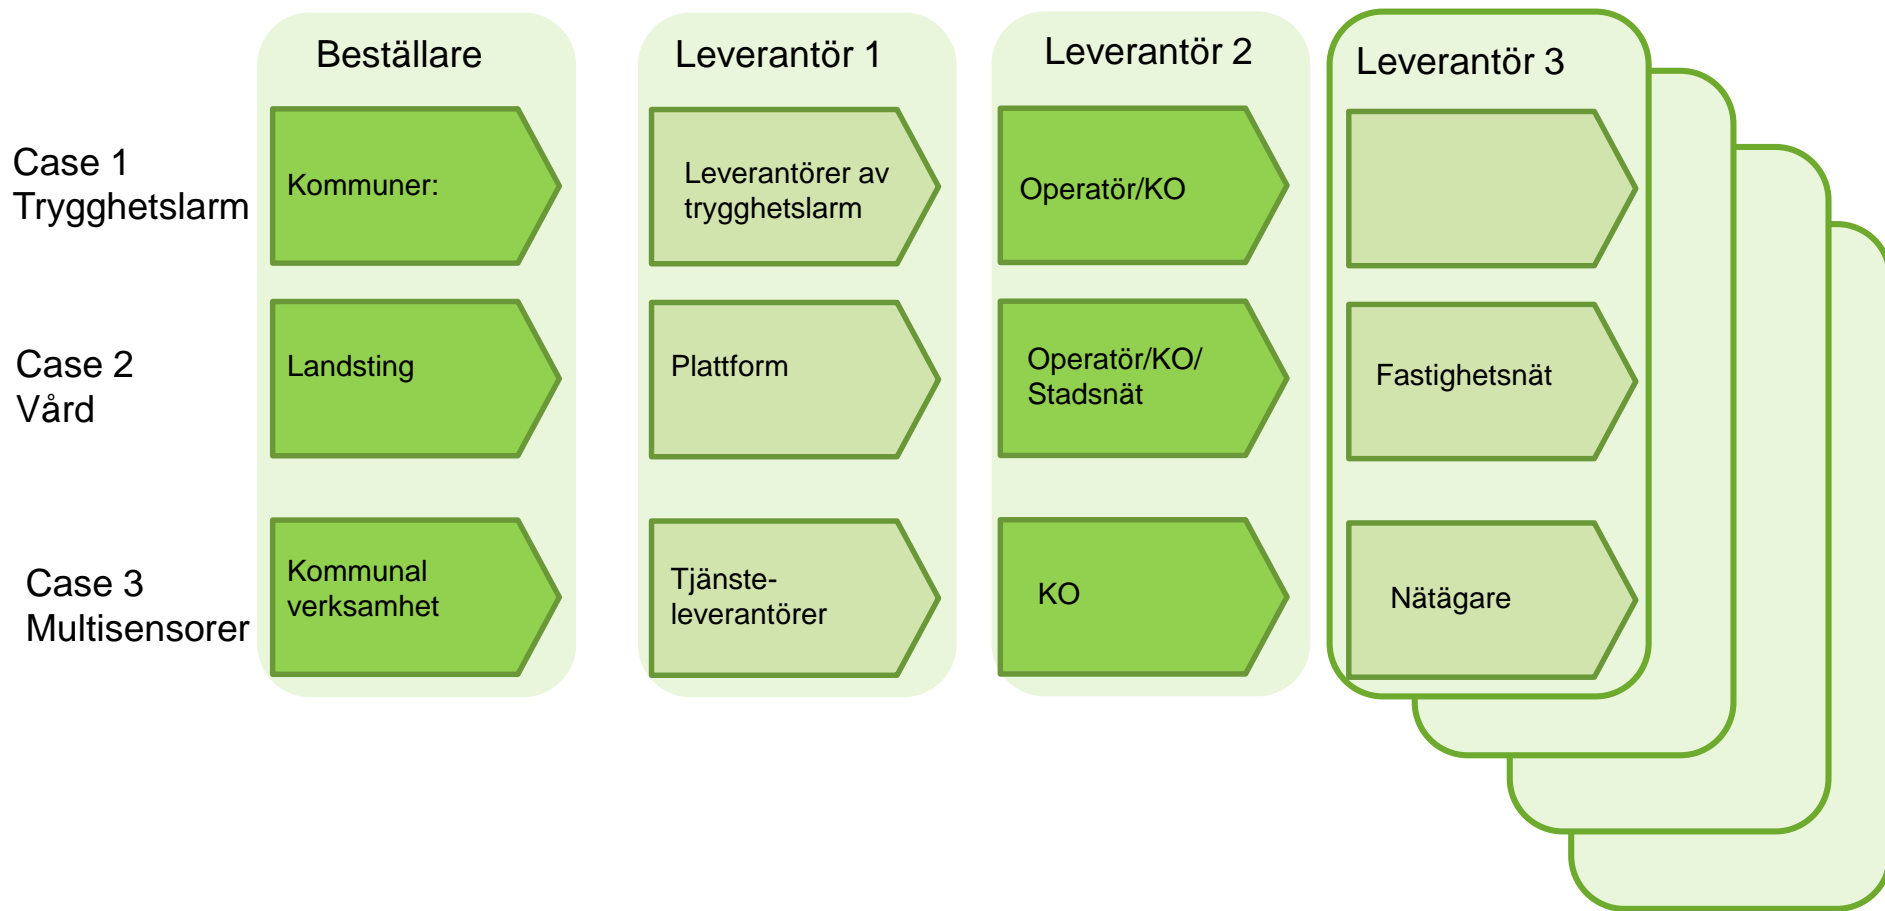 Beställare
Leverantör 1
Leverantör 2
Leverantör 3
Case 1
Trygghetslarm
Kommuner:
Leverantörer av
trygghetslarm
Operatör/KO
Case 2
Vård
Landsting
Plattform
Operatör/KO/
Stadsnät
Fastighetsnät
Case 3
Multisensorer
Kommunal
verksamhet
Tjänste-
leverantörer
KO
Nätägare